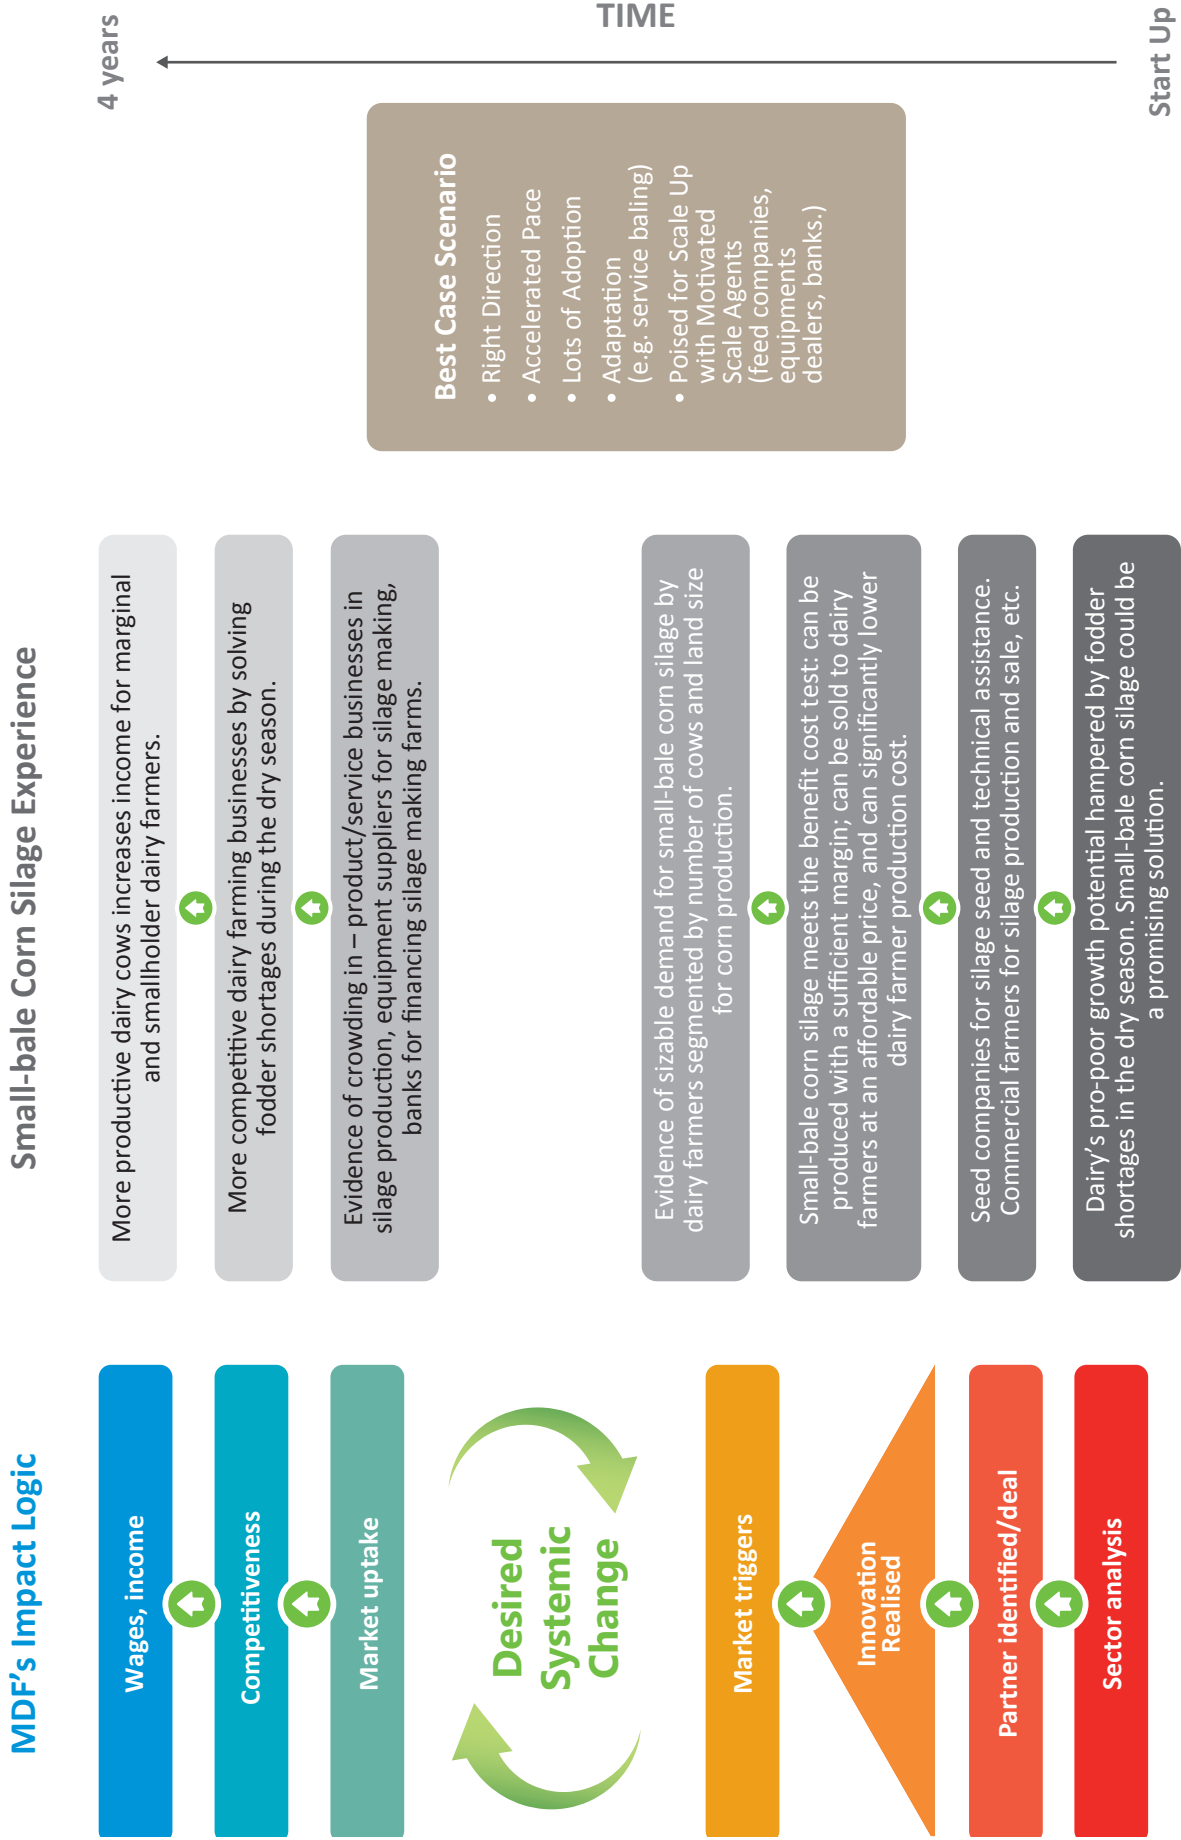 MDF's Impact Logic
Wages, income
Competitiveness
Market uptake
Desired
Systemic
Change
Market triggers
Innovation
Realised
Partner identified/deal
Sector analysis
Small-bale Corn Silage Experience
More productive dairy cows increases income for marginal
and smallholder dairy farmers.
More competitive dairy farming businesses by solving
fodder shortages during the dry season.
Evidence of crowding in – product/service businesses in
silage production, equipment suppliers for silage making,
banks for financing silage making farms.
Evidence of sizable demand for small-bale corn silage by
dairy farmers segmented by number of cows and land size
for corn production.
Small-bale corn silage meets the benefit cost test: can be
produced with a sufficient margin; can be sold to dairy
farmers at an affordable price, and can significantly lower
dairy farmer production cost.
Seed companies for silage seed and technical assistance.
Commercial farmers for silage production and sale, etc.
Dairy's pro-poor growth potential hampered by fodder
shortages in the dry season. Small-bale corn silage could be
a promising solution.
Best Case Scenario
• Right Direction
• Accelerated Pace
• Lots of Adoption
• Adaptation
(e.g. service baling)
• Poised for Scale Up
with Motivated
Scale Agents
(feed companies,
equipments
dealers, banks.)
4 years
TIME
Start Up